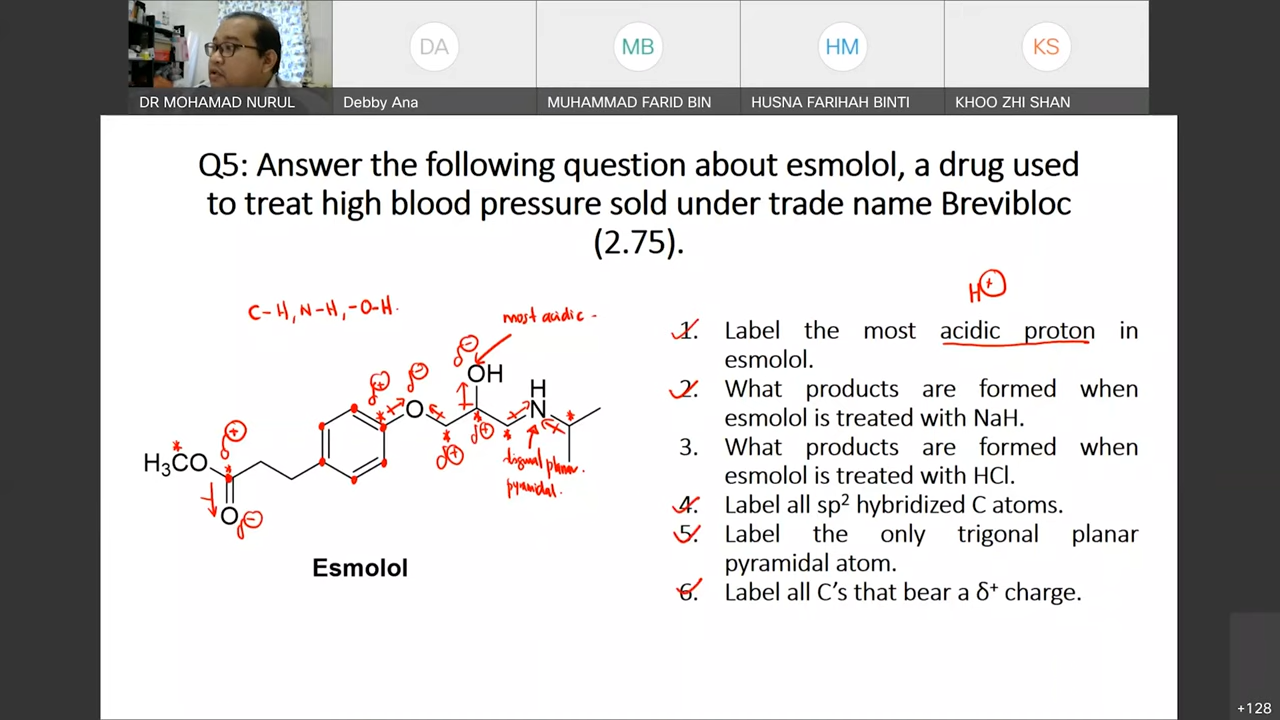 DA
MB
HM
KS
DR MOHAMAD NURUL
Debby Ana
MUHAMMAD FARID BIN
HUSNA FARIHAH BINTI
KHOO ZHI SHAN
Q5: Answer the following question about esmolol, a drug used
to treat high blood pressure sold under trade name Brevibloc
(2.75).
H⊕
C-H, N-H, -O-H.
most acidic -
δ⊖
OH
δ⊕
δ⊖
O
H
N
δ⊕
δ⊕
δ⊕
H₃CO
O
δ⊖
trigonal planar.
pyramidal.
Esmolol
1. Label the most acidic proton in
esmolol.
2. What products are formed when
esmolol is treated with NaH.
3. What products are formed when
esmolol is treated with HCl.
4. Label all sp² hybridized C atoms.
5. Label the only trigonal planar
pyramidal atom.
6. Label all C’s that bear a δ⁺ charge.
+128